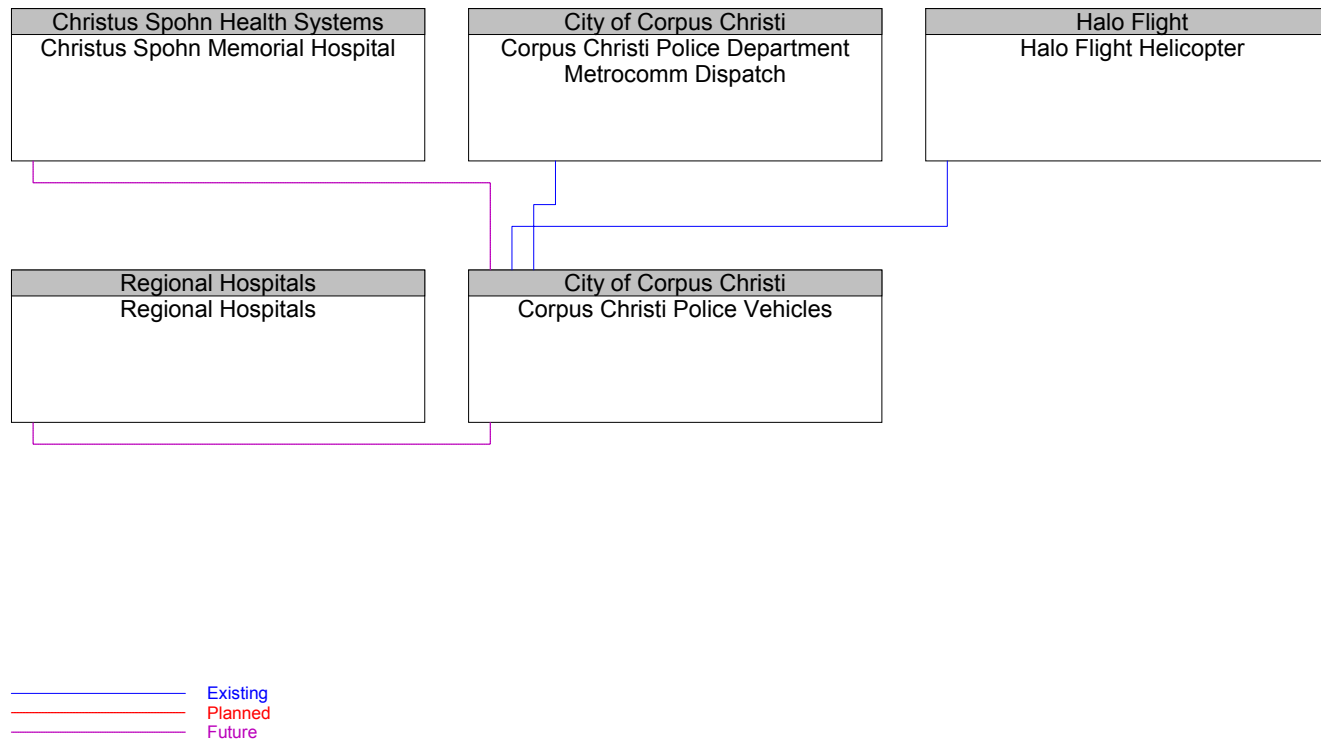 Christus Spohn Health Systems
Christus Spohn Memorial Hospital
City of Corpus Christi
Corpus Christi Police Department
Metrocomm Dispatch
Halo Flight
Halo Flight Helicopter
Regional Hospitals
Regional Hospitals
City of Corpus Christi
Corpus Christi Police Vehicles
Existing
Planned
Future